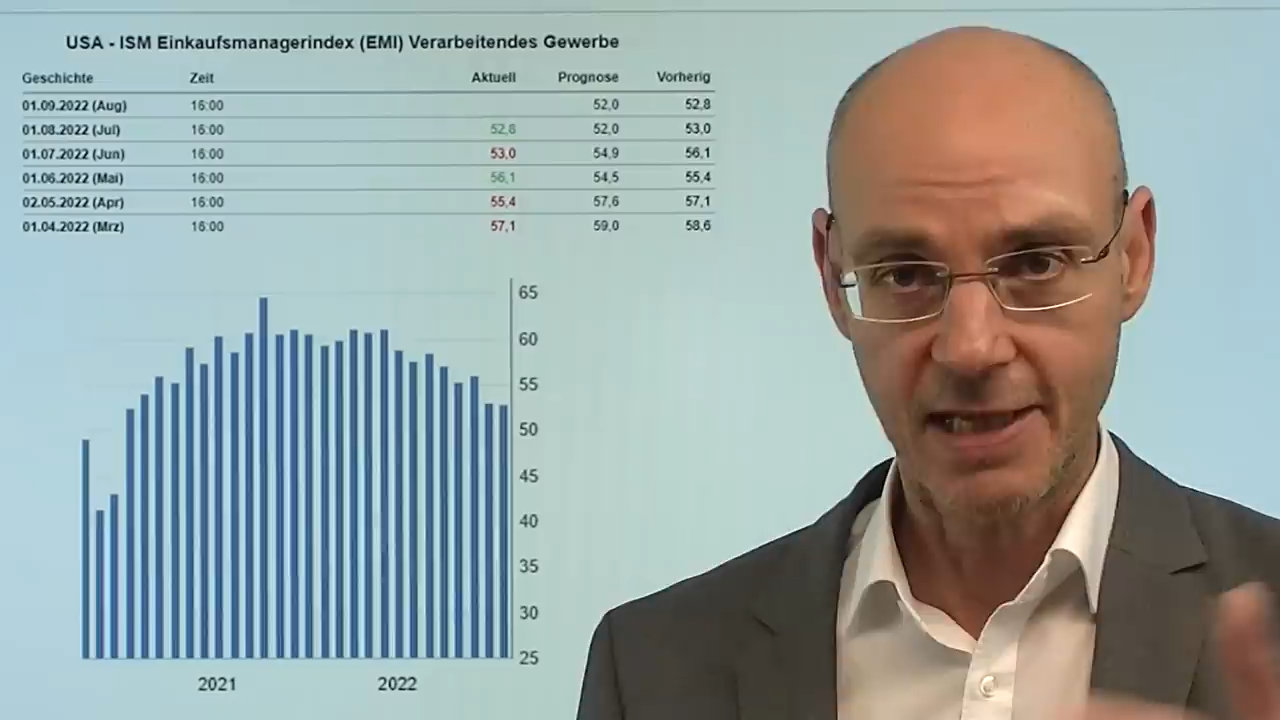 USA - ISM Einkaufsmanagerindex (EMI) Verarbeitendes Gewerbe
Geschichte Zeit Aktuell Prognose Vorherig
01.09.2022 (Aug) 16:00 52,0 52,8
01.08.2022 (Jul) 16:00 52,8 52,0 53,0
01.07.2022 (Jun) 16:00 53,0 54,9 56,1
01.06.2022 (Mai) 16:00 56,1 54,5 55,4
02.05.2022 (Apr) 16:00 55,4 57,6 57,1
01.04.2022 (Mrz) 16:00 57,1 59,0 58,6
65
60
55
50
45
40
35
30
25
2021 2022